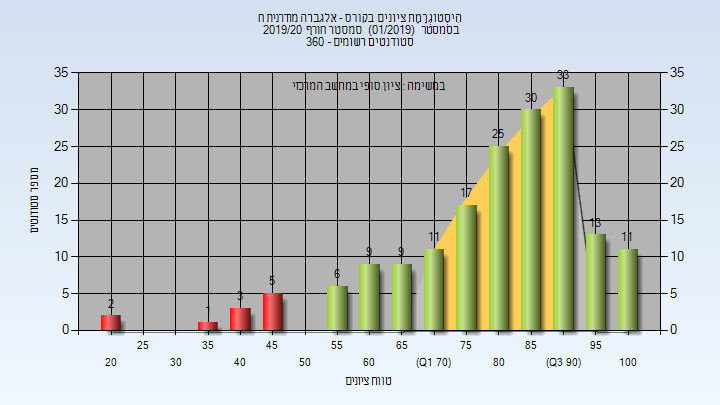 היסטוגרמת ציונים בקורס - אלגברה מודרנית ח
בסמסטר (01/2019) סמסטר חורף 2019/20
סטודנטים רשומים - 360
במשימה : ציון סופי במחשב המרכזי
מספר סטודנטים
35 30 25 20 15 10 5 0
2 1 3 5 6 9 9 11 17 25 30 33 13 11
35 30 25 20 15 10 5 0
25 35 45 55 65 75 85 95
20 30 40 50 60 (Q1 70) 80 (Q3 90) 100
טווח ציונים